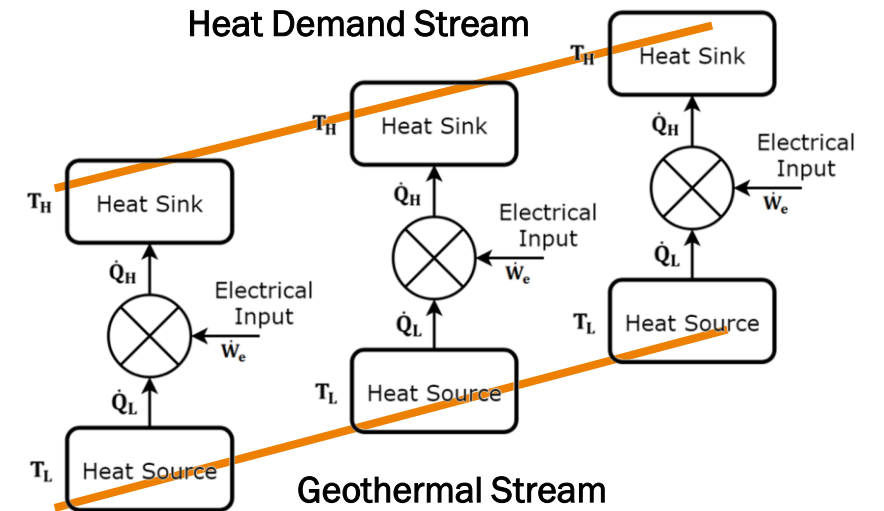 Heat Demand Stream
T_H
Heat Sink
Q̇_H
Electrical
Input
Ẇ_e
Q̇_L
T_L
Heat Source
T_H
Heat Sink
Q̇_H
Electrical
Input
Ẇ_e
Q̇_L
T_L
Heat Source
T_H
Heat Sink
Q̇_H
Electrical
Input
Ẇ_e
Q̇_L
T_L
Heat Source
Geothermal Stream